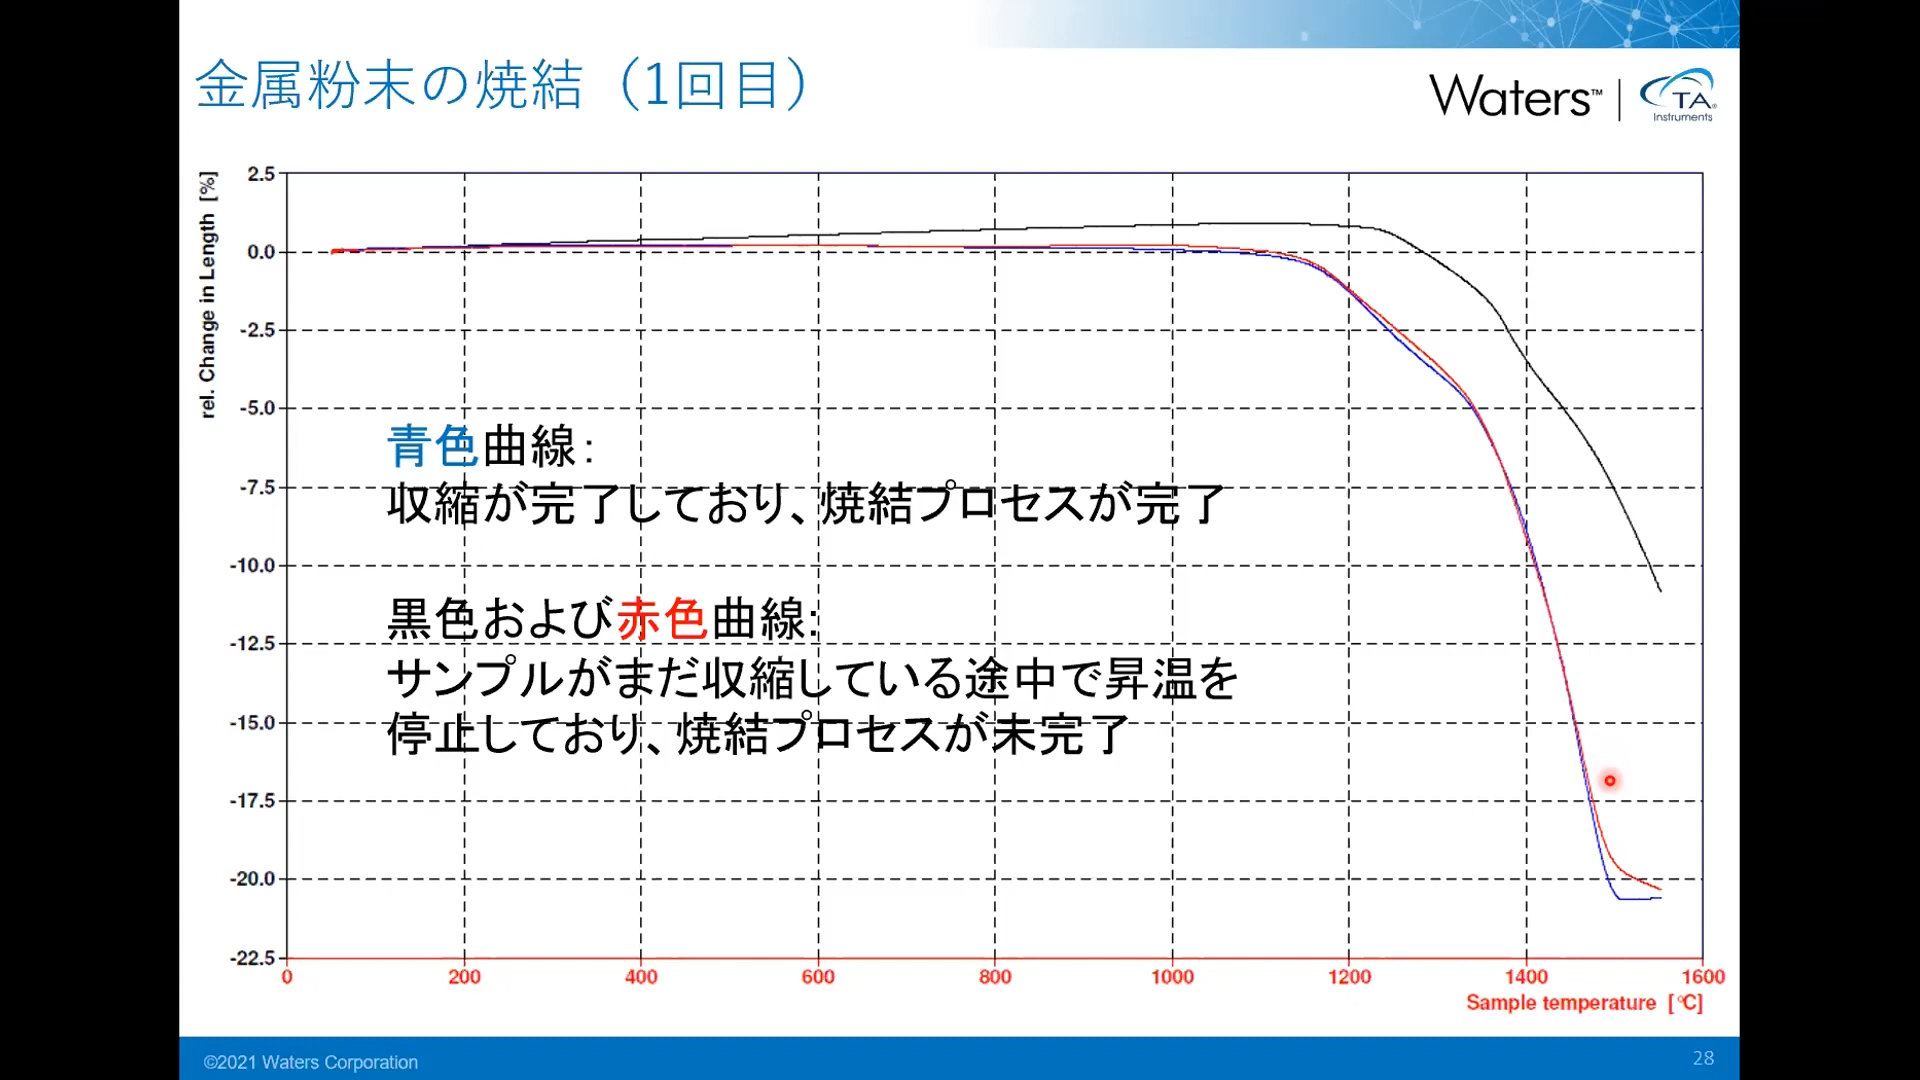 金属粉末の焼結（1回目）
Waters™
TA
Instruments
rel. Change in Length [%]
2.5
0.0
-2.5
-5.0
-7.5
-10.0
-12.5
-15.0
-17.5
-20.0
-22.5
青色曲線：
収縮が完了しており、焼結プロセスが完了
黒色および赤色曲線:
サンプルがまだ収縮している途中で昇温を
停止しており、焼結プロセスが未完了
0 200 400 600 800 1000 1200 1400 1600
Sample temperature [°C]
©2021 Waters Corporation
28